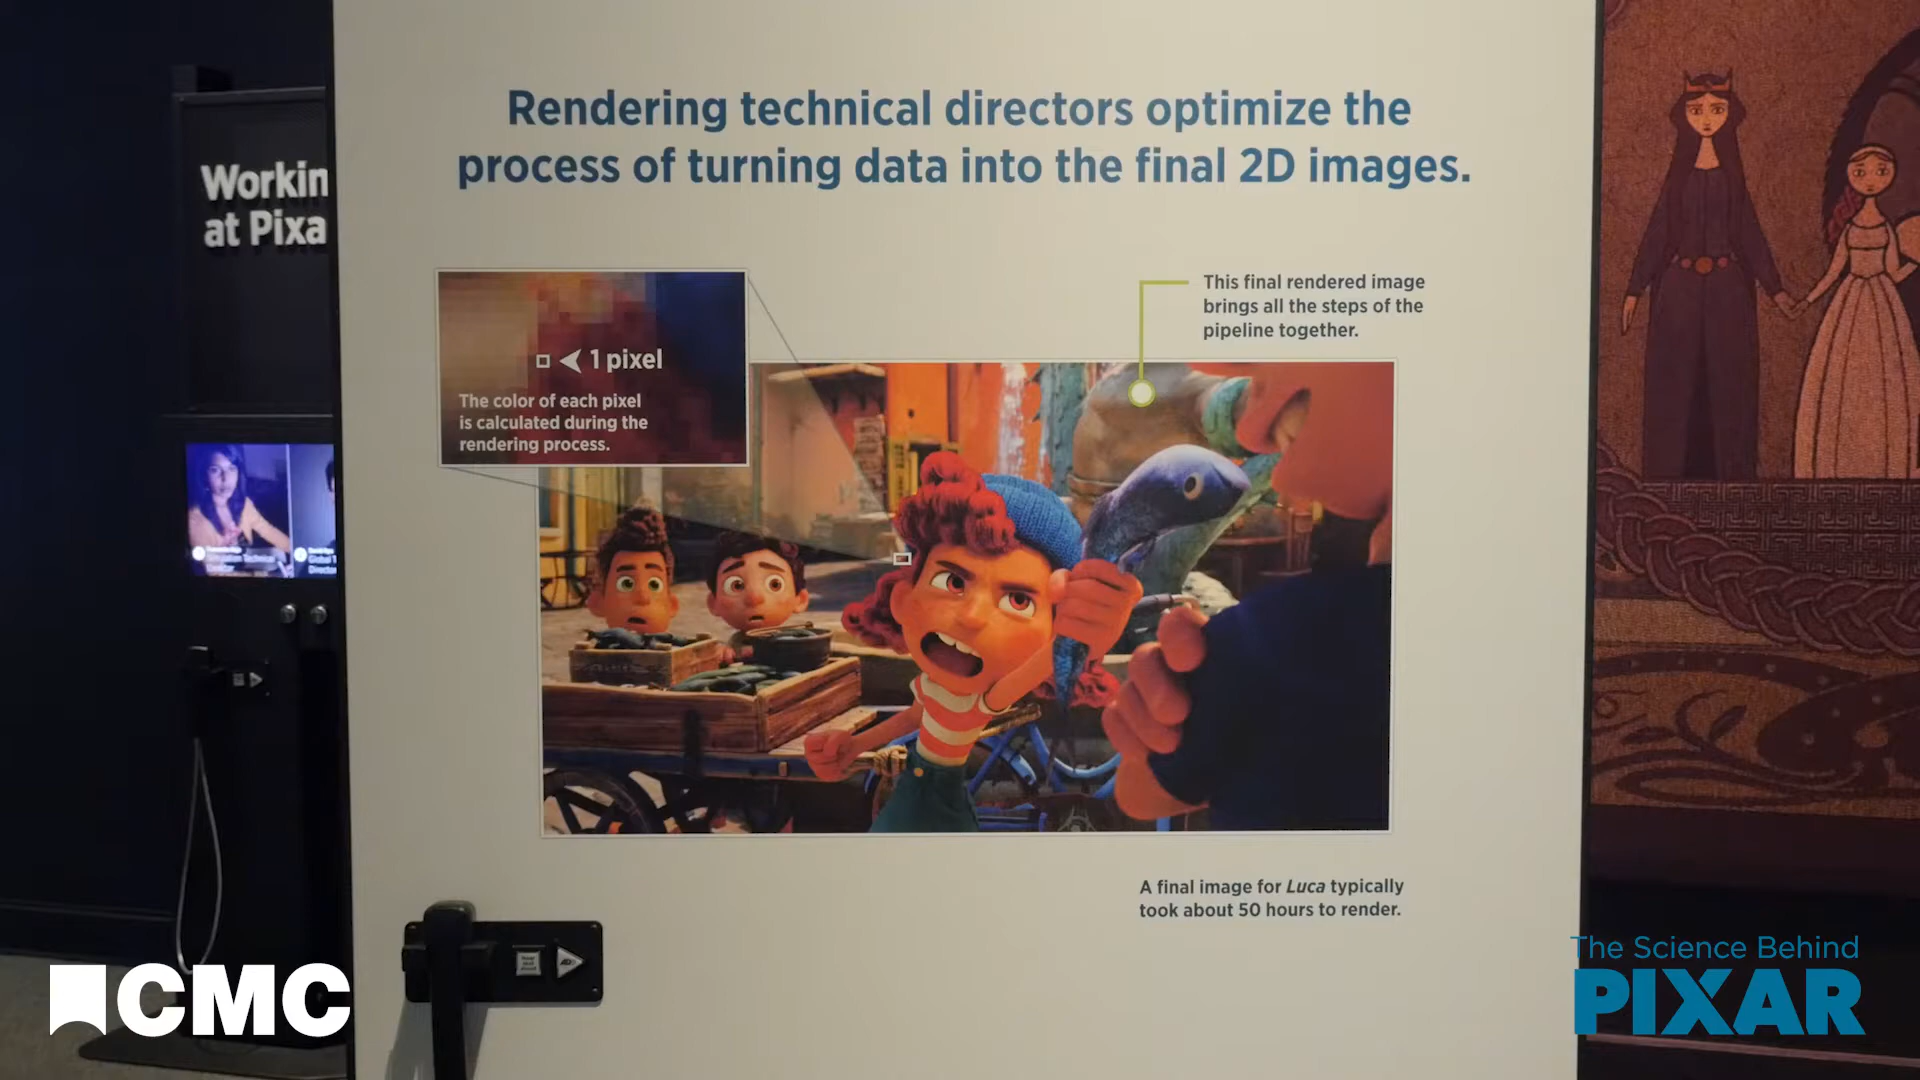 Rendering technical directors optimize the
process of turning data into the final 2D images.
Workin
at Pixa
1 pixel
The color of each pixel
is calculated during the
rendering process.
This final rendered image
brings all the steps of the
pipeline together.
A final image for Luca typically
took about 50 hours to render.
CMC
The Science Behind
PIXAR